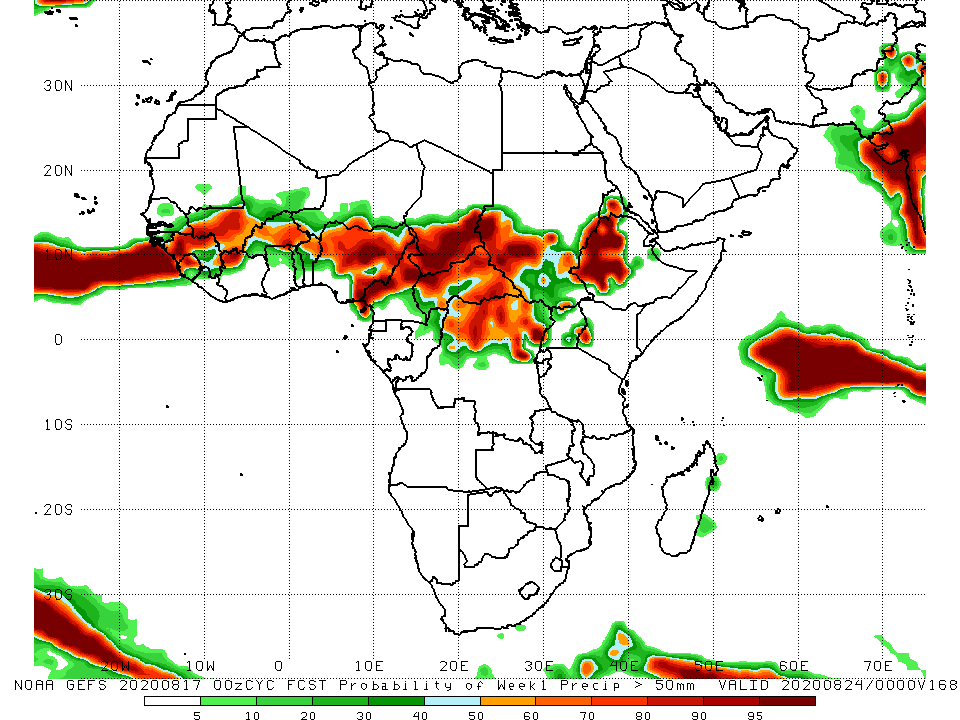 30N
20N
10N
0
10S
20S
30S
20W 10W 0 10E 20E 30E 40E 50E 60E 70E
NOAA GEFS 20200817 00zCYC FCST Probability of Week1 Precip > 50mm VALID 20200824/0000V168
5 10 20 30 40 50 60 70 80 90 95